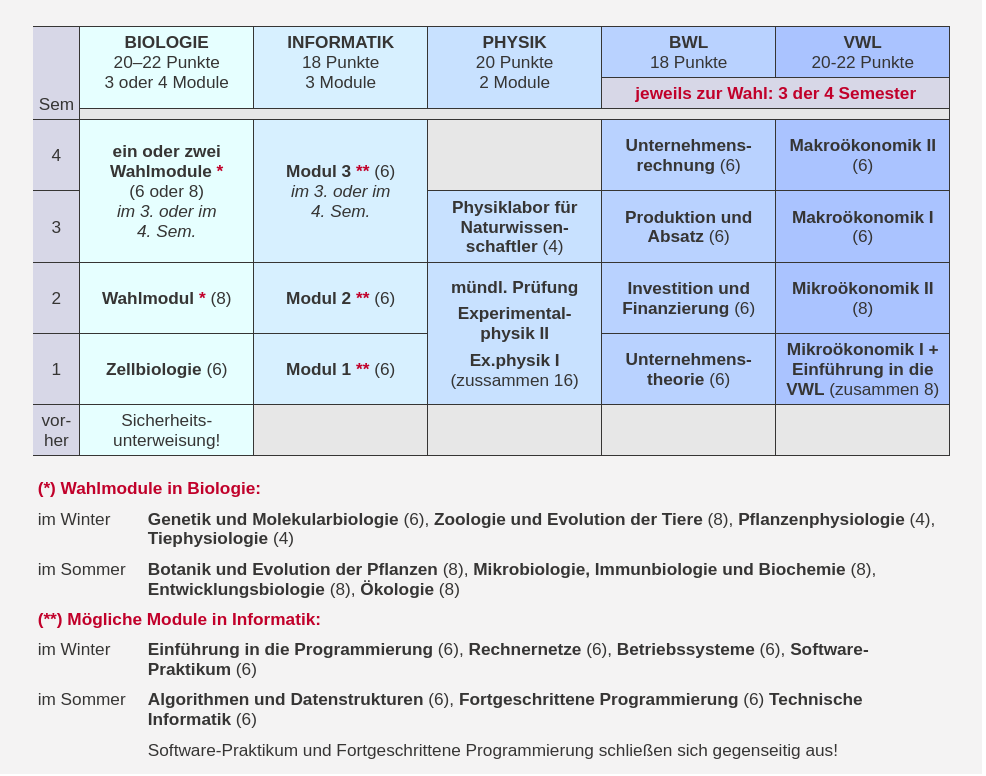 Sem
BIOLOGIE
20–22 Punkte
3 oder 4 Module
INFORMATIK
18 Punkte
3 Module
PHYSIK
20 Punkte
2 Module
BWL
18 Punkte
VWL
20-22 Punkte
jeweils zur Wahl: 3 der 4 Semester
4
ein oder zwei
Wahlmodule *
(6 oder 8)
im 3. oder im
4. Sem.
Modul 3 ** (6)
im 3. oder im
4. Sem.
Unternehmens-
rechnung (6)
Makroökonomik II
(6)
3
Physiklabor für
Naturwissen-
schaftler (4)
Produktion und
Absatz (6)
Makroökonomik I
(6)
2
Wahlmodul * (8)
Modul 2 ** (6)
mündl. Prüfung
Experimental-
physik II
Ex.physik I
(zussammen 16)
Investition und
Finanzierung (6)
Mikroökonomik II
(8)
1
Zellbiologie (6)
Modul 1 ** (6)
Unternehmens-
theorie (6)
Mikroökonomik I +
Einführung in die
VWL (zusammen 8)
vor-
her
Sicherheits-
unterweisung!
(*) Wahlmodule in Biologie:
im Winter Genetik und Molekularbiologie (6), Zoologie und Evolution der Tiere (8), Pflanzenphysiologie (4),
Tiephysiologie (4)
im Sommer Botanik und Evolution der Pflanzen (8), Mikrobiologie, Immunbiologie und Biochemie (8),
Entwicklungsbiologie (8), Ökologie (8)
(**) Mögliche Module in Informatik:
im Winter Einführung in die Programmierung (6), Rechnernetze (6), Betriebssysteme (6), Software-
Praktikum (6)
im Sommer Algorithmen und Datenstrukturen (6), Fortgeschrittene Programmierung (6) Technische
Informatik (6)
Software-Praktikum und Fortgeschrittene Programmierung schließen sich gegenseitig aus!